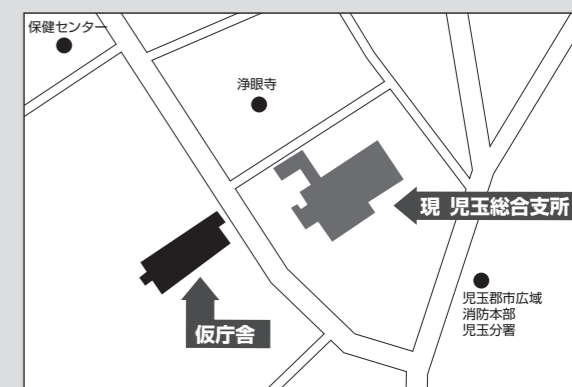 保健センター
浄眼寺
現 児玉総合支所
児玉郡市広域
消防本部
児玉分署
仮庁舎